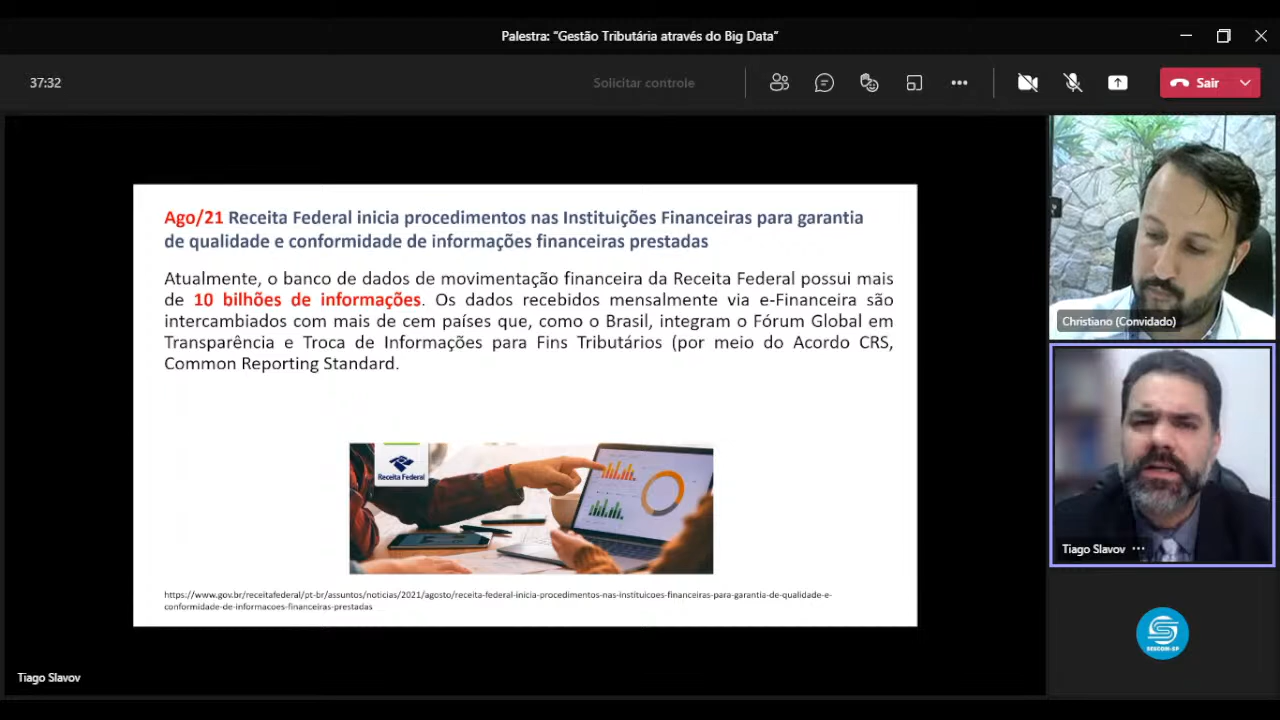 Palestra: “Gestão Tributária através do Big Data”
37:32
Solicitar controle
Sair
Ago/21 Receita Federal inicia procedimentos nas Instituições Financeiras para garantia
de qualidade e conformidade de informações financeiras prestadas
Atualmente, o banco de dados de movimentação financeira da Receita Federal possui mais
de 10 bilhões de informações. Os dados recebidos mensalmente via e-Financeira são
intercambiados com mais de cem países que, como o Brasil, integram o Fórum Global em
Transparência e Troca de Informações para Fins Tributários (por meio do Acordo CRS,
Common Reporting Standard.
Receita Federal
https://www.gov.br/receitafederal/pt-br/assuntos/noticias/2021/agosto/receita-federal-inicia-procedimentos-nas-instituicoes-financeiras-para-garantia-de-qualidade-e-
conformidade-de-informacoes-financeiras-prestadas
Christiano (Convidado)
Tiago Slavov
SESCON-SP
Tiago Slavov